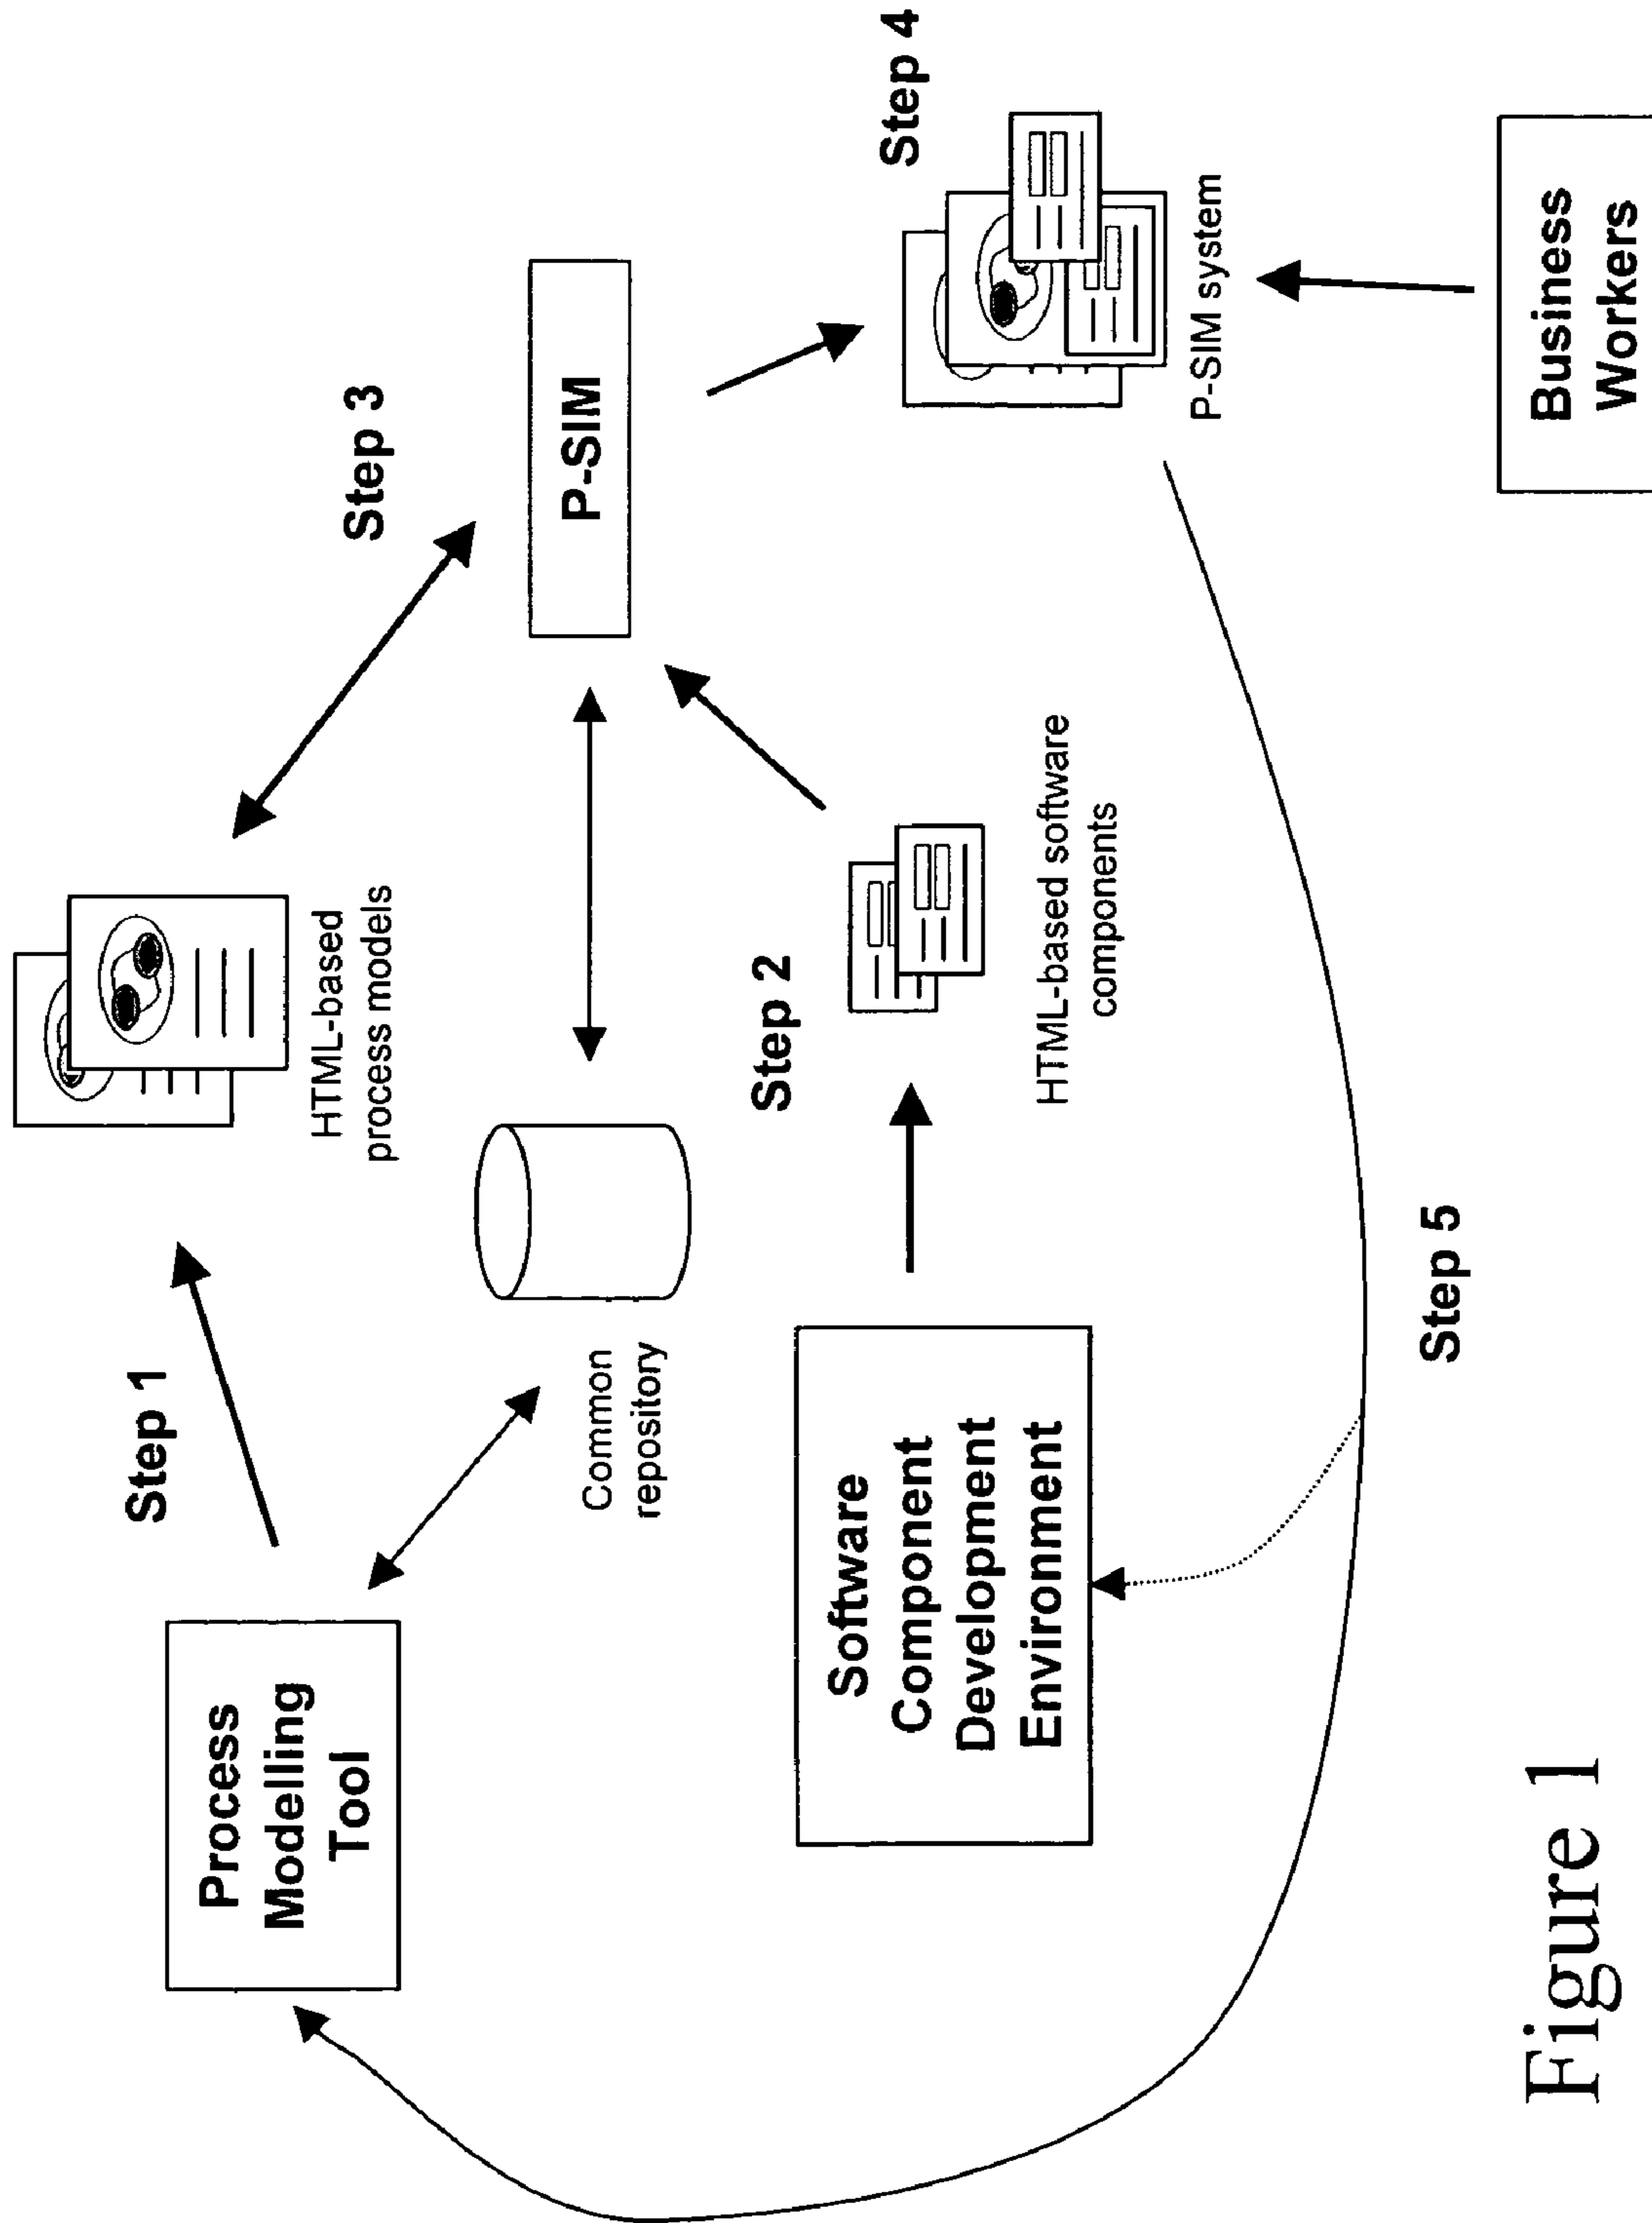 Step 1
HTML-based
process models
Step 3
Process
Modelling
Tool
Common
repository
P-SIM
Step 2
Step 4
Software
Component
Development
Environment
HTML-based software
components
P-SIM system
Step 5
Business
Workers
Figure 1